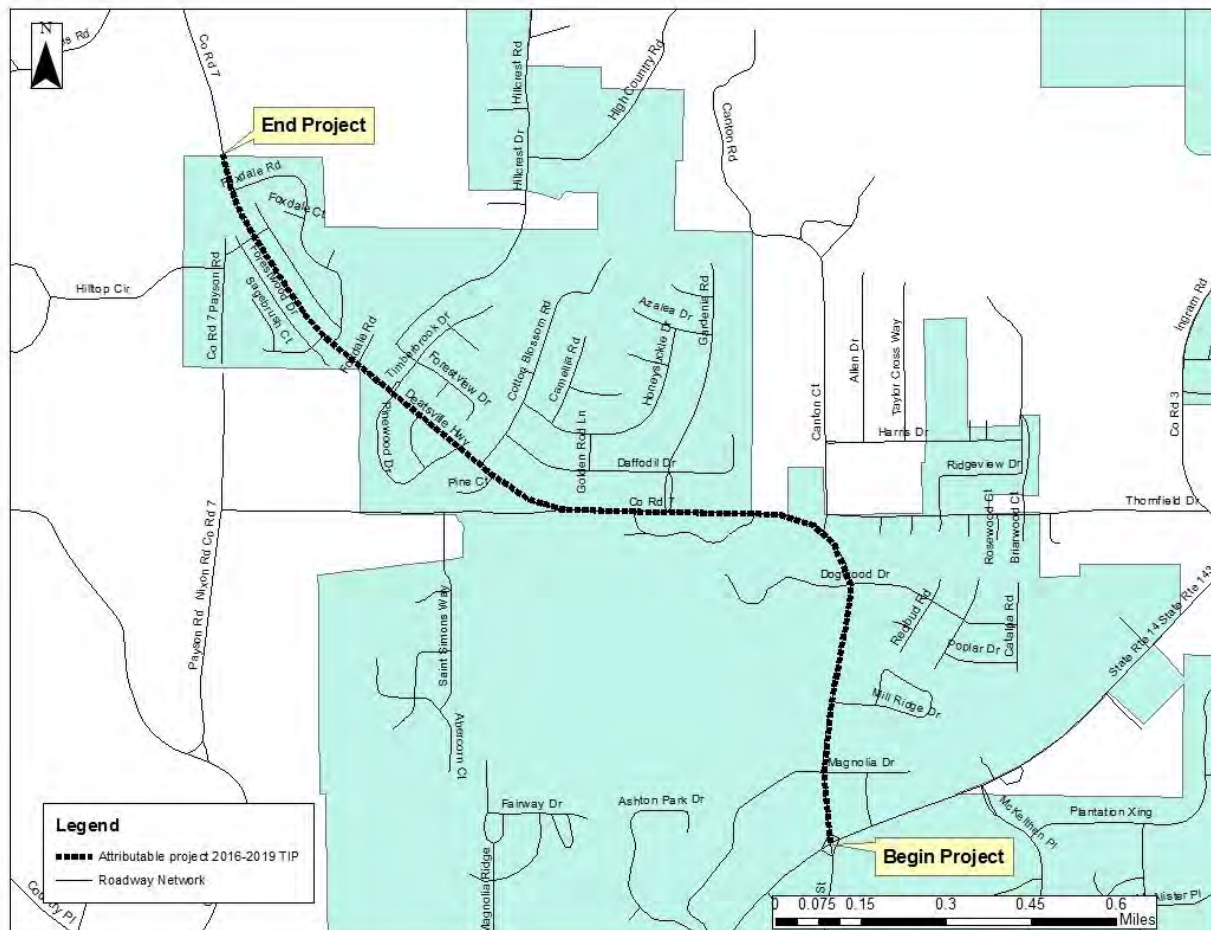 N
Co Rd 7
Hillcrest Rd
High Country Rd
Canton Rd
End Project
Foxdale Rd
Hillcrest Dr
Foxdale Ct
Hilltop Cir
Co Rd 7 Payson Rd
Forestwood Dr
Sagebrush Ct
Foxdale Rd
Timberbrook Dr
Forestview Dr
Cotton Blossom Rd
Camellia Rd
Azalea Dr
Honeysuckle Dr
Gardenia Rd
Ingram Rd
Allen Dr
Taylor Cross Way
Canton Ct
Co Rd 3
Pinewood Dr
Deatsville Hwy
Golden Rod Ln
Harris Dr
Pine Ct
Daffodil Dr
Ridgeview Dr
Co Rd 7
Thornfield Dr
Rosewood Ct
Briarwood Ct
Payson Rd Nixon Rd Co Rd 7
Dogwood Dr
Saint Simons Way
Redbud Rd
Catalpa Rd
Poplar Dr
State Rte 14 State Rte 143
Mill Ridge Dr
Abercorn Ct
Magnolia Dr
Fairway Dr
Ashton Park Dr
Plantation Xing
Legend
Attributable project 2016-2019 TIP
Roadway Network
Magnolia Ridge
Begin Project
St
Country Pl
0 0.075 0.15 0.3 0.45 0.6
Miles